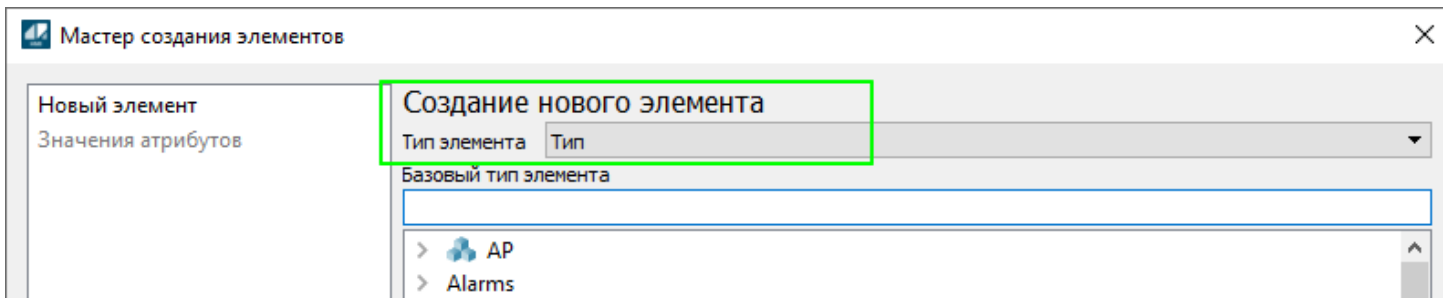 Мастер создания элементов
Новый элемент
Значения атрибутов
Создание нового элемента
Тип элемента Тип
Базовый тип элемента
AP
Alarms